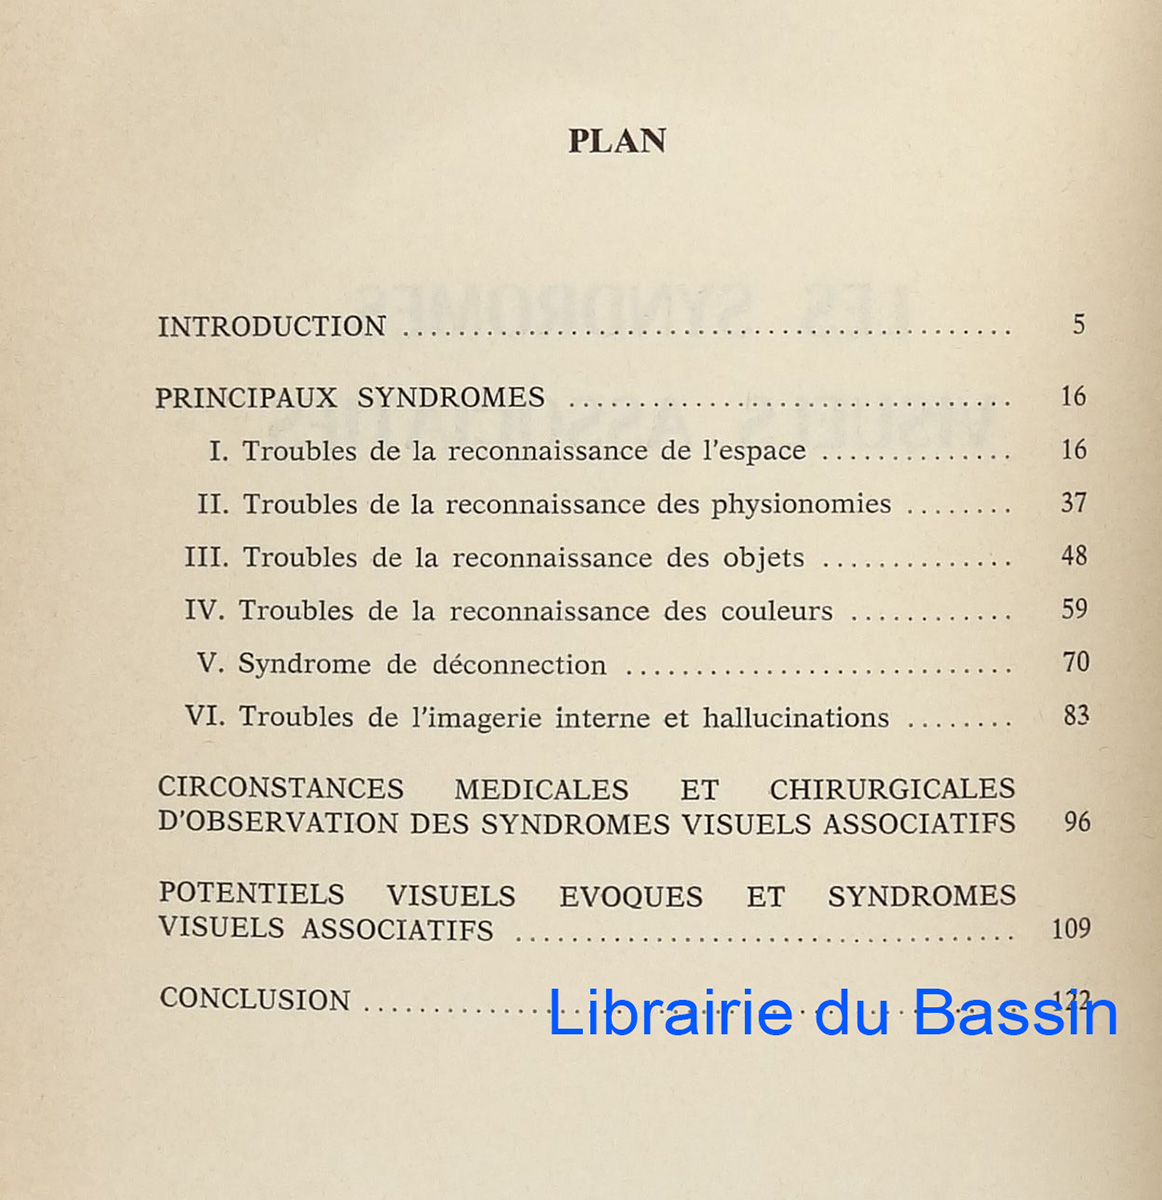 PLAN
INTRODUCTION ........................................ 5
PRINCIPAUX SYNDROMES ................................ 16
I. Troubles de la reconnaissance de l'espace .............. 16
II. Troubles de la reconnaissance des physionomies ........ 37
III. Troubles de la reconnaissance des objets .............. 48
IV. Troubles de la reconnaissance des couleurs ............ 59
V. Syndrome de déconnection ............................ 70
VI. Troubles de l'imagerie interne et hallucinations ........ 83
CIRCONSTANCES MEDICALES ET CHIRURGICALES
D'OBSERVATION DES SYNDROMES VISUELS ASSOCIATIFS 96
POTENTIELS VISUELS EVOQUES ET SYNDROMES
VISUELS ASSOCIATIFS .................................... 109
CONCLUSION ............................................ 122
Librairie du Bassin